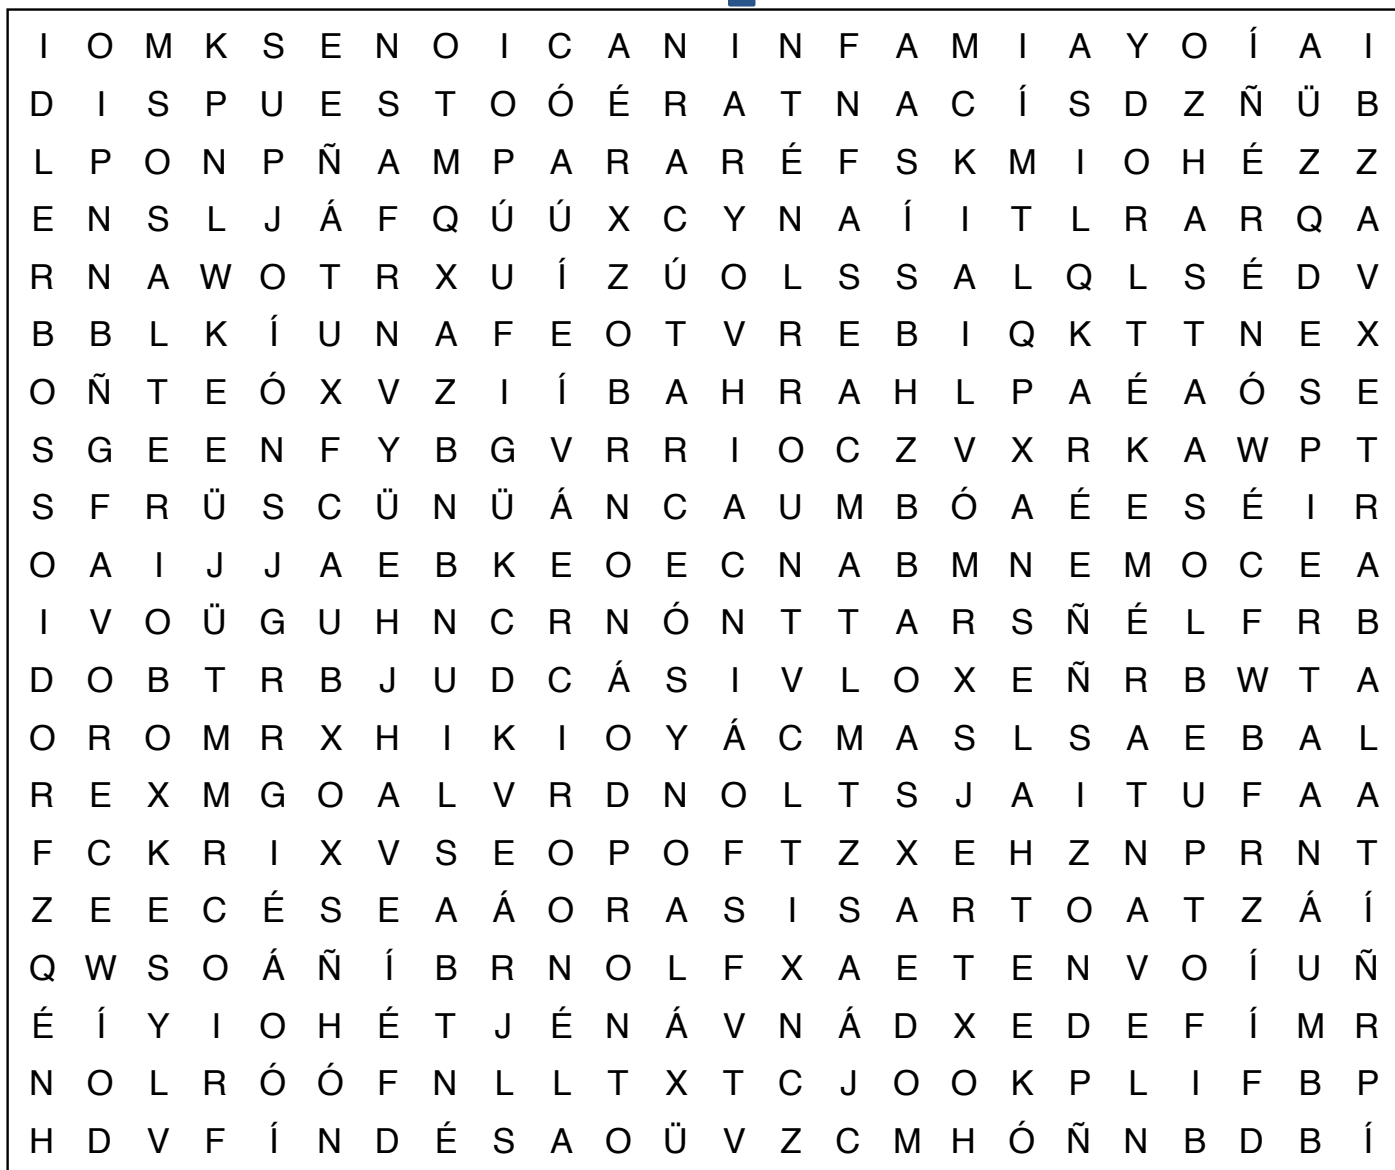 I O M K S E N O I C A N I N F A M I A Y O Í A I
D I S P U E S T O Ó É R A T N A C Í S D Z Ñ Ü B
L P O N P Ñ A M P A R A R É F S K M I O H É Z Z
E N S L J Á F Q Ú Ú X C Y N A Í I T L R A R Q A
R N A W O T R X U Í Z Ú O L S S A L Q L S É D V
B B L K Í U N A F E O T V R E B I Q K T T N E X
O Ñ T E Ó X V Z I Í B A H R A H L P A É A Ó S E
S G E E N F Y B G V R R I O C Z V X R K A W P T
S F R Ü S C Ü N Ü Á N C A U M B Ó A É E S É I R
O A I J J A E B K E O E C N A B M N E M O C E A
I V O Ü G U H N C R N Ó N T T A R S Ñ É L F R B
D O B T R B J U D C Á S I V L O X E Ñ R B W T A
O R O M R X H I K I O Y Á C M A S L S A E B A L
R E X M G O A L V R D N O L T S J A I T U F A A
F C K R I X V S E O P O F T Z X E H Z N P R N T
Z E E C É S E A Á O R A S I S A R T O A T Z Á Í
Q W S O Á Ñ Í B R N O L F X A E T E N V O Í U Ñ
É Í Y I O H É T J É N Á V N Á D X E D E F Í M R
N O L R Ó Ó F N L L T X T C J O O K P L I F B P
H D V F Í N D É S A O Ü V Z C M H Ó Ñ N B D B Í